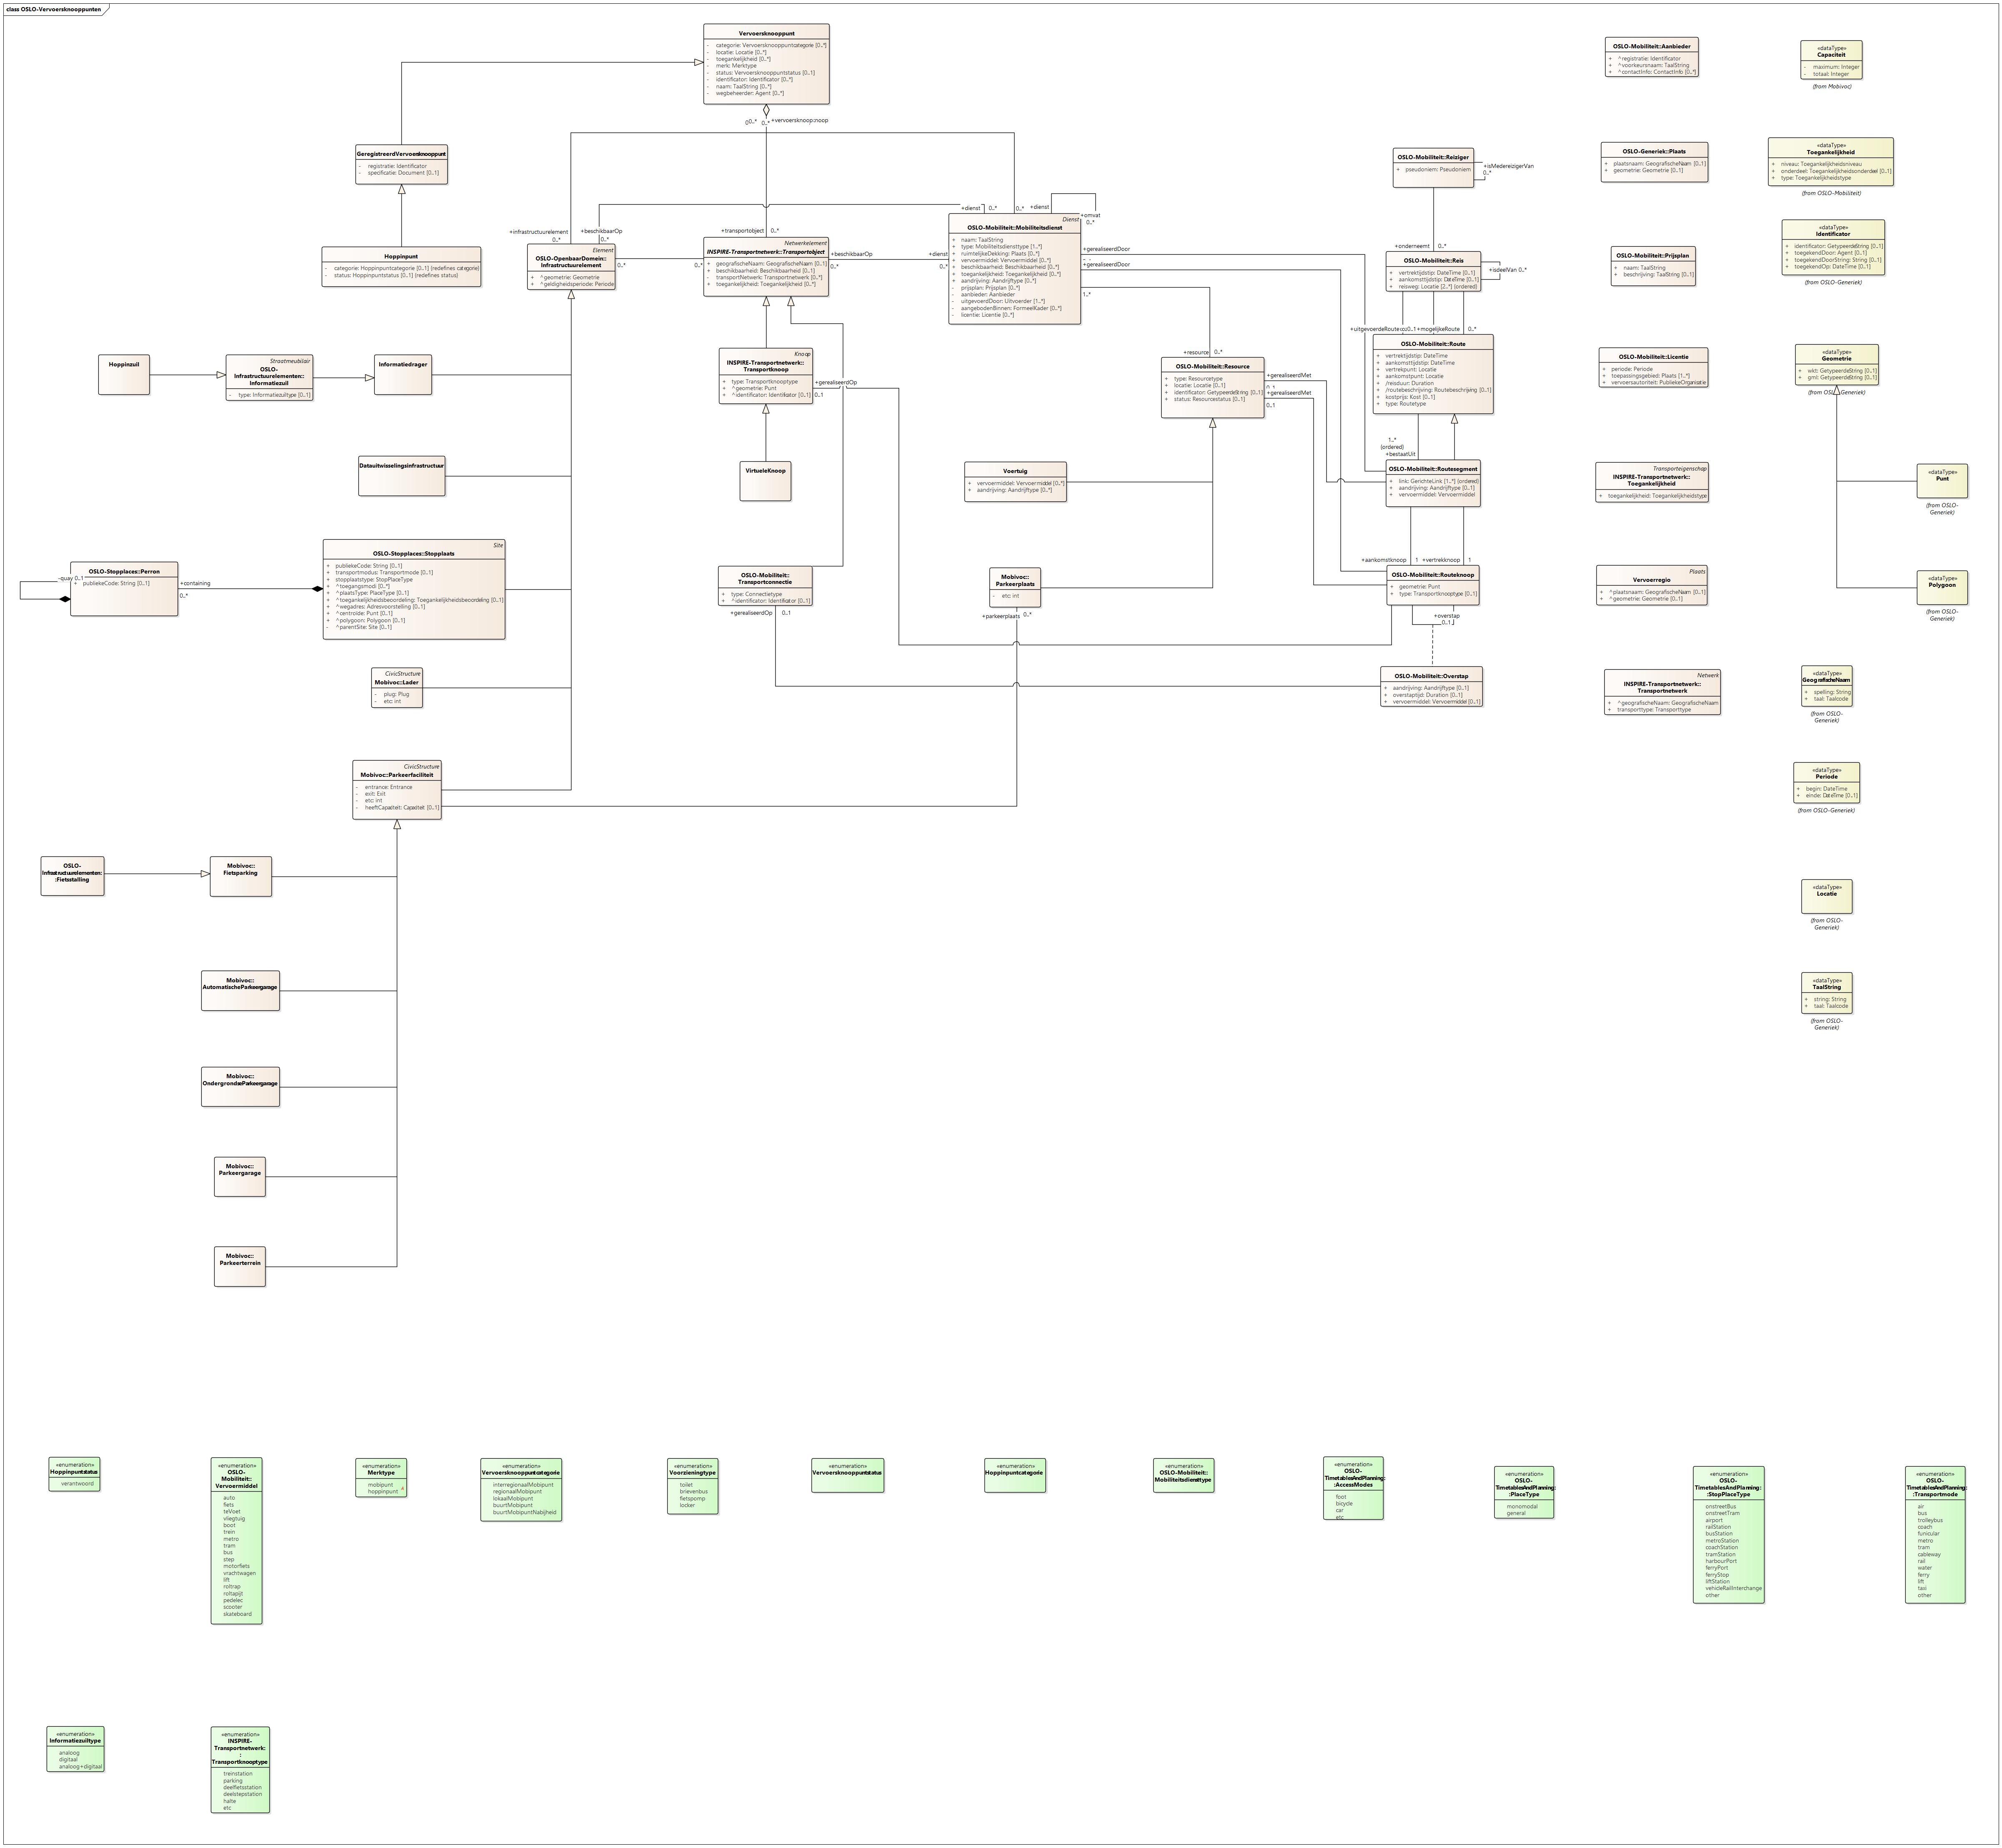 class OSLO-Vervoersknooppunten
Vervoersknooppunt
- categorie: Vervoersknooppuntcategorie [0..*]
- locatie: Locatie [0..*]
- toegankelijkheid [0..*]
- merk: Merktype
- status: Vervoersknooppuntstatus [0..1]
- identificator: Identificator [0..*]
- naam: TaalString [0..*]
- wegbeheerder: Agent [0..*]
0..* +vervoersknoop
GeregistreerdVervoersknooppunt
- registratie: Identificator
- specificatie: Document [0..1]
Hoppinpunt
- categorie: Hoppinpuntcategorie [0..1] {redefines categorie}
- status: Hoppinpuntstatus [0..1] {redefines status}
+infrastructuurelement
0..*
+beschikbaarOp
0..*
Element
OSLO-OpenbaarDomein::
Infrastructuurelement
+ ^geometrie: Geometrie
+ ^geldigheidsperiode: Periode
0..*
0..*
+transportobject 0..*
Netwerkelement
INSPIRE-Transportnetwerk::Transportobject
+ geografischeNaam: GeografischeNaam [0..1]
+ beschikbaarheid: Beschikbaarheid [0..1]
- transportNetwerk: Transportnetwerk [0..*]
+ toegankelijkheid: Toegankelijkheid [0..*]
+beschikbaarOp
0..*
+dienst
0..*
+dienst 0..*
0..* +dienst
+omvat
0..*
Dienst
OSLO-Mobiliteit::Mobiliteitsdienst
+ naam: TaalString
+ type: Mobiliteitsdiensttype [1..*]
+ ruimtelijkeDekking: Plaats [0..*]
+ vervoermiddel: Vervoermiddel [0..*]
+ beschikbaarheid: Beschikbaarheid [0..*]
+ toegankelijkheid: Toegankelijkheid [0..*]
+ aandrijving: Aandrijftype [0..*]
- prijsplan: Prijsplan [0..*]
- aanbieder: Aanbieder
- uitgevoerdDoor: Uitvoerder [1..*]
- aangebodenBinnen: FormeelKader [0..*]
- licentie: Licentie [0..*]
+gerealiseerdDoor
+gerealiseerdDoor
1..*
OSLO-Mobiliteit::Reiziger
+ pseudoniem: Pseudoniem
+isMedereizigerVan
0..*
+onderneemt 0..*
OSLO-Mobiliteit::Reis
+ vertrektijdstip: DateTime [0..1]
+ aankomsttijdstip: DateTime [0..1]
+ reisweg: Locatie [2..*] {ordered}
+isdeelVan 0..*
+mogelijkeRoute 0..*
OSLO-Mobiliteit::Route
+ vertrektijdstip: DateTime
+ aankomsttijdstip: DateTime
+ vertrekpunt: Locatie
+ aankomstpunt: Locatie
+ /reisduur: Duration
+ /routebeschrijving: Routebeschrijving [0..1]
+ kostprijs: Kost [0..1]
+ type: Routetype
1..*
{ordered}
+bestaatUit
OSLO-Mobiliteit::Routesegment
+ link: GerichteLink [1..*] {ordered}
+ aandrijving: Aandrijftype [0..1]
+ vervoermiddel: Vervoermiddel
+aankomstknoop 1
+vertrekknoop 1
OSLO-Mobiliteit::Routeknoop
+ geometrie: Punt
+ type: Transportknooptype [0..1]
+overstap
0..1
OSLO-Mobiliteit::Overstap
+ aandrijving: Aandrijftype [0..1]
+ overstaptijd: Duration [0..1]
+ vervoermiddel: Vervoermiddel [0..1]
+resource 0..*
OSLO-Mobiliteit::Resource
+ type: Resourcetype
+ locatie: Locatie [0..1]
+ identificator: GetypeerdeString [0..1]
+ status: Resourcestatus [0..1]
+gerealiseerdMet
+gerealiseerdMet
0..1
Voertuig
+ vervoermiddel: Vervoermiddel [0..*]
+ aandrijving: Aandrijftype [0..*]
Mobivoc::
Parkeerplaats
- etc: int
+parkeerplaats 0..*
Knoop
INSPIRE-Transportnetwerk::
Transportknoop
+ type: Transportknooptype
+ ^geometrie: Punt
+ ^identificator: Identificator [0..1]
+gerealiseerdOp
0..1
VirtueleKnoop
OSLO-Mobiliteit::
Transportconnectie
+ type: Connectietype
+ ^identificator: Identificator [0..1]
+gerealiseerdOp 0..1
Hoppinzuil
Straatmeubilair
OSLO-
Infrastructuurelementen::
Informatiezuil
- type: Informatiezuiltype [0..1]
Informatiedrager
Datauitwisselingsinfrastructuur
-quay 0..1
OSLO-Stopplaces::Perron
+ publiekeCode: String [0..1]
+containing
0..*
Site
OSLO-Stopplaces::Stopplaats
+ publiekeCode: String [0..1]
+ transportmodus: Transportmode [0..1]
+ stopplaatstype: StopPlaceType
+ ^toegangsmodi [0..*]
+ ^plaatsType: PlaceType [0..1]
+ ^toegankelijkheidsbeoordeling: Toegankelijkheidsbeoordeling [0..1]
+ ^wegadres: Adresvoorstelling [0..1]
+ ^centroïde: Punt [0..1]
+ ^polygon: Polygoon [0..1]
- ^parentSite: Site [0..1]
CivicStructure
Mobivoc::Lader
- plug: Plug
- etc: int
CivicStructure
Mobivoc::Parkeerfaciliteit
- entrance: Entrance
- exit: Exit
- etc: int
- heeftCapaciteit: Capaciteit [0..1]
OSLO-
Infrastructuurelementen:
:Fietsstalling
Mobivoc::
Fietsparking
Mobivoc::
AutomatischeParkeergarage
Mobivoc::
OndergrondseParkeergarage
Mobivoc::
Parkeergarage
Mobivoc::
Parkeerterrein
OSLO-Mobiliteit::Aanbieder
+ ^registratie: Identificator
+ ^voorkeursnaam: TaalString
+ ^contactInfo: ContactInfo [0..*]
OSLO-Generiek::Plaats
+ plaatsnaam: GeografischeNaam [0..1]
+ geometrie: Geometrie [0..1]
OSLO-Mobiliteit::Prijsplan
+ naam: TaalString
+ beschrijving: TaalString [0..1]
OSLO-Mobiliteit::Licentie
+ periode: Periode
+ toepassingsgebied: Plaats [1..*]
+ vervoersautoriteit: PubliekeOrganisatie
Transporteigenschap
INSPIRE-Transportnetwerk::
Toegankelijkheid
+ toegankelijkheid: Toegankelijkheidstype
Plaats
Vervoerregio
+ ^plaatsnaam: GeografischeNaam [0..1]
+ ^geometrie: Geometrie [0..1]
Netwerk
INSPIRE-Transportnetwerk::
Transportnetwerk
+ ^geografischeNaam: GeografischeNaam
+ transporttype: Transporttype
«dataType»
Capaciteit
- maximum: Integer
- totaal: Integer
(from Mobivoc)
«dataType»
Toegankelijkheid
+ niveau: Toegankelijkheidsniveau
+ onderdeel: Toegankelijkheidsonderdeel [0..1]
+ type: Toegankelijkheidstype
(from OSLO-Mobiliteit)
«dataType»
Identificator
+ identificator: GetypeerdeString [0..1]
+ toegekendDoor: Agent [0..1]
+ toegekendDoorString: String [0..1]
+ toegekendOp: DateTime [0..1]
(from OSLO-Generiek)
«dataType»
Geometrie
+ wkt: GetypeerdeString [0..1]
+ gml: GetypeerdeString [0..1]
(from OSLO-Generiek)
«dataType»
Punt
(from OSLO-
Generiek)
«dataType»
Polygoon
(from OSLO-
Generiek)
«dataType»
GeografischeNaam
+ spelling: String
+ taal: Taalcode
(from OSLO-
Generiek)
«dataType»
Periode
+ begin: DateTime
+ einde: DateTime [0..1]
(from OSLO-Generiek)
«dataType»
Locatie
(from OSLO-
Generiek)
«dataType»
TaalString
+ string: String
+ taal: Taalcode
(from OSLO-
Generiek)
«enumeration»
Hoppinpuntstatus
verantwoord
«enumeration»
OSLO-
Mobiliteit::
Vervoermiddel
auto
fiets
teVoet
vliegtuig
boot
trein
metro
tram
bus
step
motorfiets
vrachtwagen
lift
roltrap
roltapijt
pedelec
scooter
skateboard
«enumeration»
Merktype
mobipunt
hoppinpunt
«enumeration»
Vervoersknooppuntcategorie
interregionaalMobipunt
regionaalMobipunt
lokaalMobipunt
buurtMobipunt
buurtMobipuntNabijheid
«enumeration»
Voorzieningtype
toilet
brievenbus
fietspomp
locker
«enumeration»
Vervoersknooppuntstatus
«enumeration»
Hoppinpuntcategorie
«enumeration»
OSLO-Mobiliteit::
Mobiliteitsdiensttype
«enumeration»
OSLO-
TimetablesAndPlanning:
:AccessModes
foot
bicycle
car
etc
«enumeration»
OSLO-
TimetablesAndPlanning:
:PlaceType
monomodal
general
«enumeration»
OSLO-
TimetablesAndPlanning:
:StopPlaceType
onstreetBus
onstreetTram
airport
railStation
busStation
metroStation
coachStation
tramStation
harbourPort
ferryPort
ferryStop
liftStation
vehicleRailInterchange
other
«enumeration»
OSLO-
TimetablesAndPlanning:
:Transportmode
air
bus
trolleybus
coach
funicular
metro
tram
cableway
rail
water
ferry
lift
taxi
other
«enumeration»
Informatiezuiltype
analoog
digitaal
analoog+digitaal
«enumeration»
INSPIRE-
Transportnetwerk:
:
Transportknooptype
treinstation
parking
deelfietsstation
deelstepstation
halte
etc